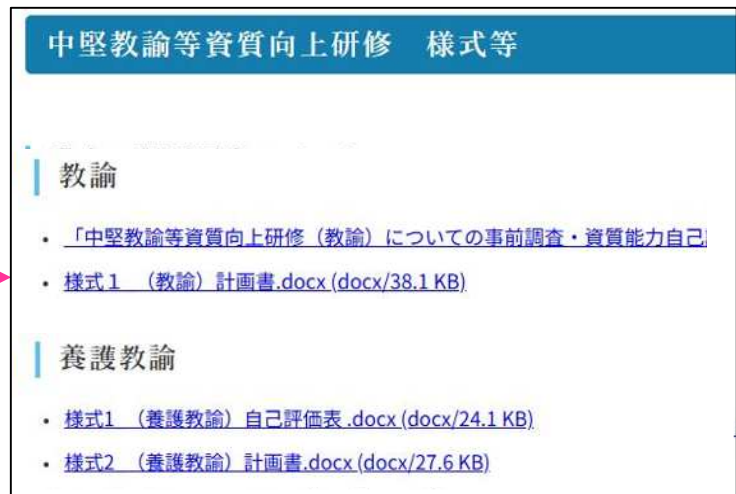 中堅教諭等資質向上研修　様式等
教諭
・「中堅教諭等資質向上研修（教諭）についての事前調査・資質能力自己
・様式１　（教諭）計画書.docx (docx/38.1 KB)
養護教諭
・様式1　（養護教諭）自己評価表 .docx (docx/24.1 KB)
・様式2　（養護教諭）計画書.docx (docx/27.6 KB)